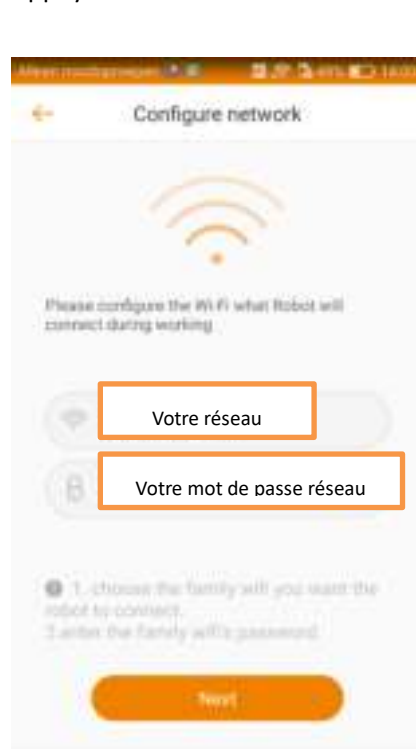 Configure network
Please configure the Wi-Fi what Robot will
connect during working
Votre réseau
Votre mot de passe réseau
1. choose the family wifi you want the
robot to connect.
2.enter the family wifi's password
Next